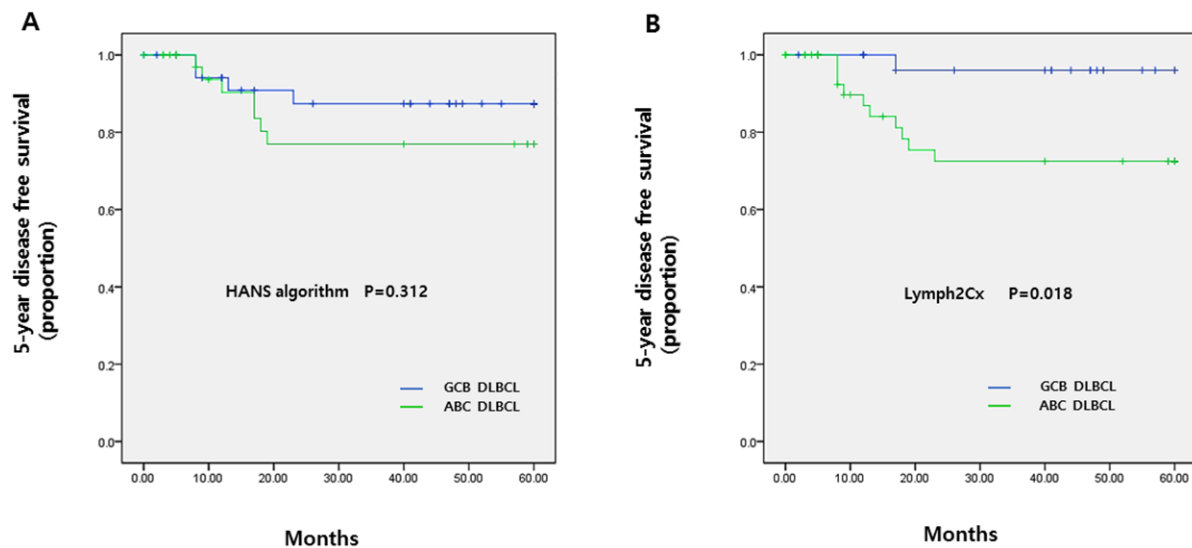 A
5-year disease free survival
(proportion)
1.0
0.8
0.6
0.4
0.2
0.0
HANS algorithm P=0.312
GCB DLBCL
ABC DLBCL
0.00 10.00 20.00 30.00 40.00 50.00 60.00
Months
B
5-year disease free survival
(proportion)
1.0
0.8
0.6
0.4
0.2
0.0
Lymph2Cx P=0.018
GCB DLBCL
ABC DLBCL
0.00 10.00 20.00 30.00 40.00 50.00 60.00
Months